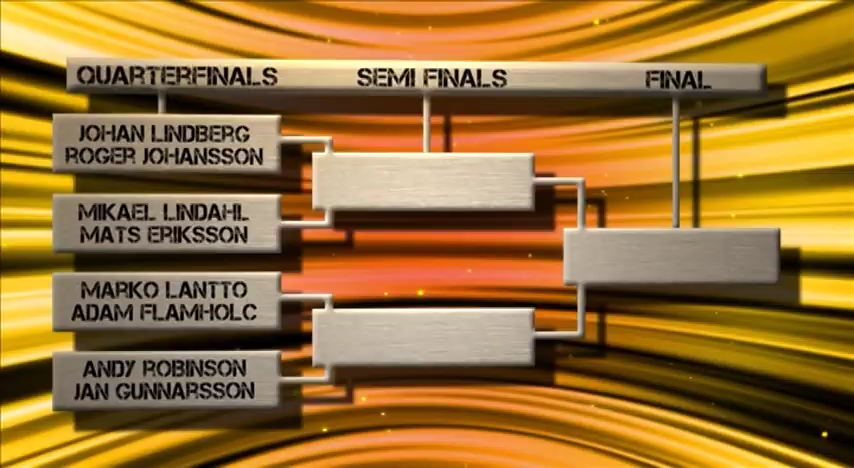 QUARTERFINALS SEMI FINALS FINAL
JOHAN LINDBERG
ROGER JOHANSSON
MIKAEL LINDAHL
MATS ERIKSSON
MARKO LANTTO
ADAM FLAMHOLC
ANDY ROBINSON
JAN GUNNARSSON